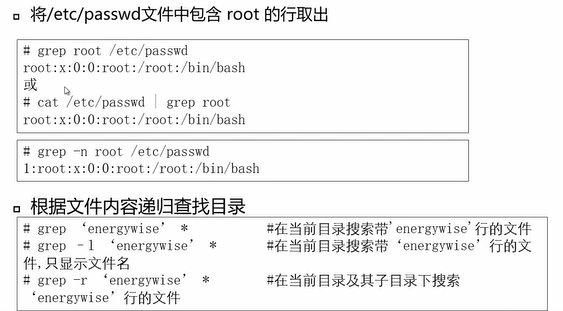 将/etc/passwd文件中包含 root 的行取出
# grep root /etc/passwd
root:x:0:0:root:/root:/bin/bash
或
# cat /etc/passwd | grep root
root:x:0:0:root:/root:/bin/bash
# grep -n root /etc/passwd
1:root:x:0:0:root:/root:/bin/bash
根据文件内容递归查找目录
# grep ‘energywise’ * #在当前目录搜索带'energywise'行的文件
# grep -l ‘energywise’ * #在当前目录搜索带‘energywise’行的文
件,只显示文件名
# grep -r ‘energywise’ * #在当前目录及其子目录下搜索
‘energywise’行的文件